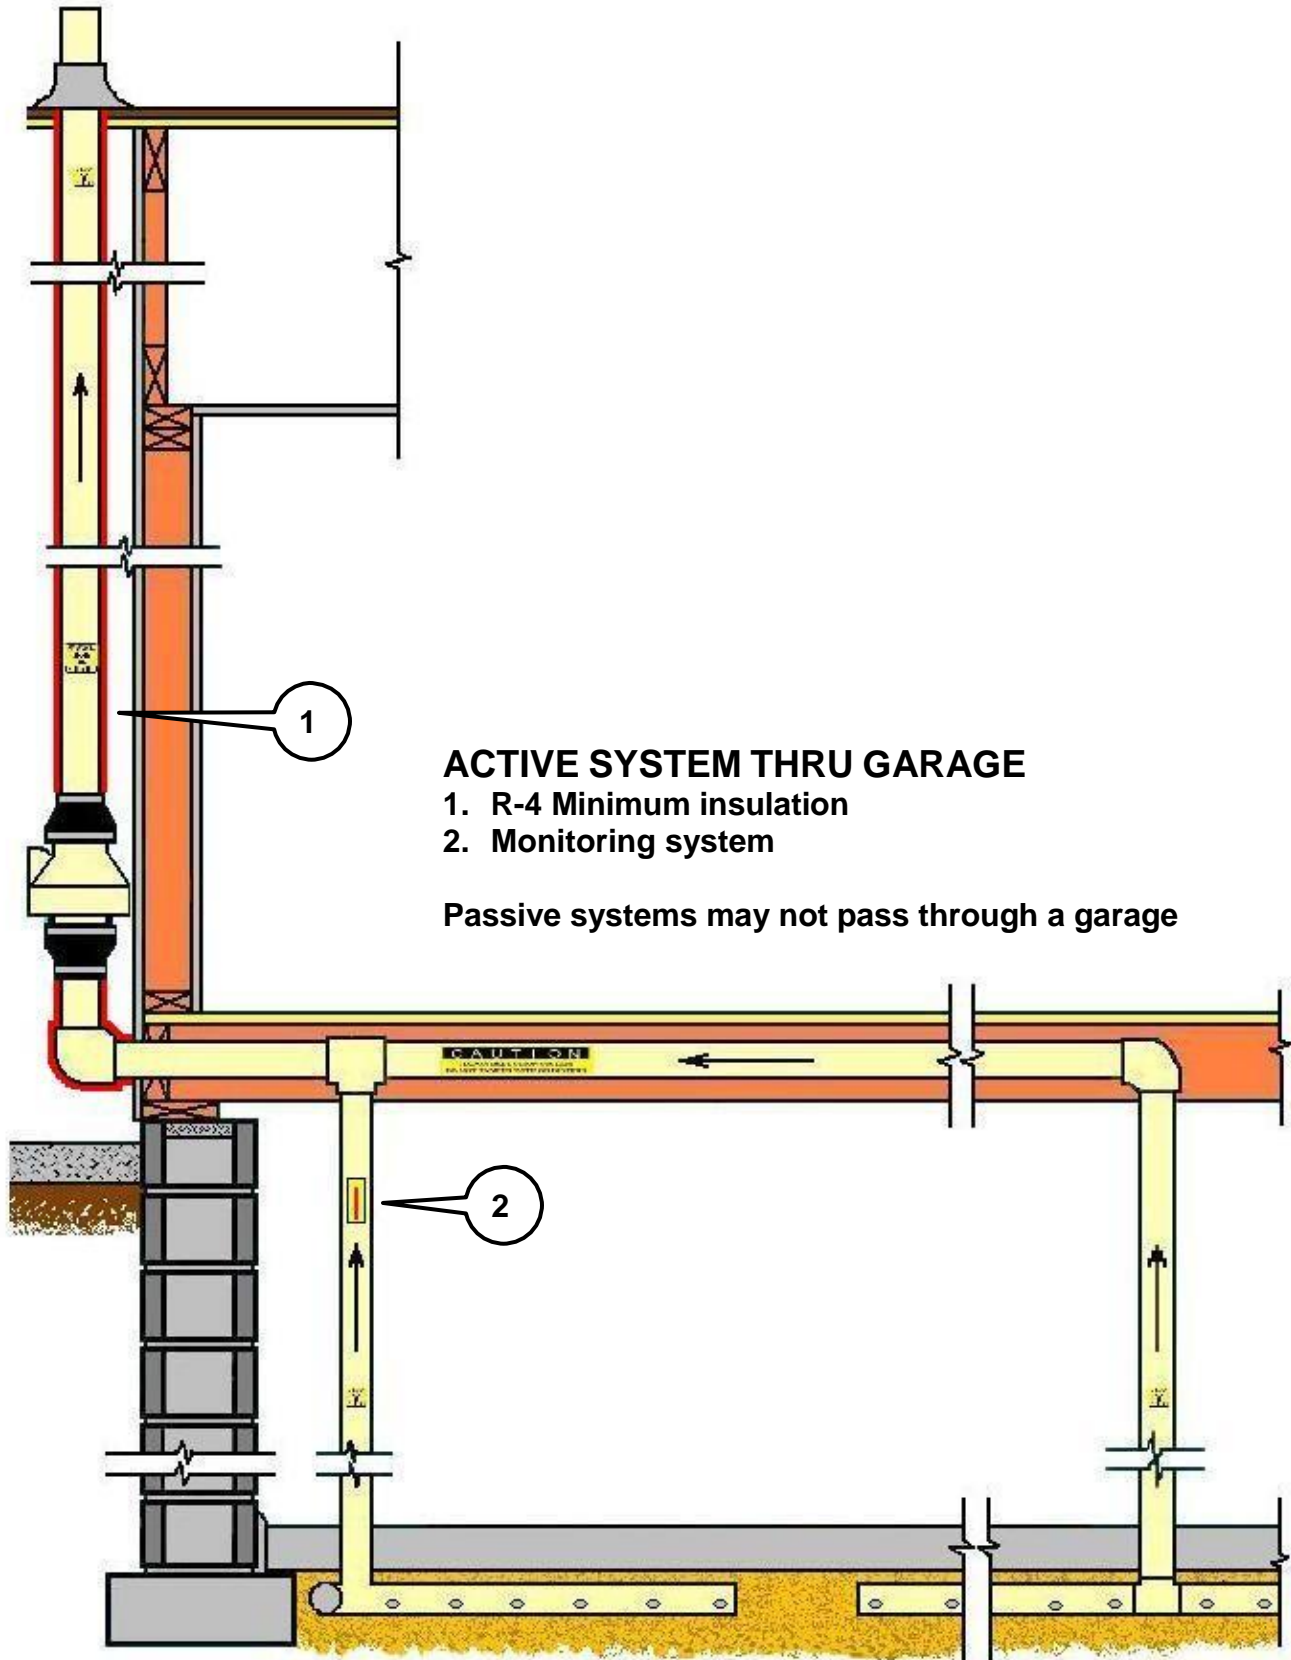 1
ACTIVE SYSTEM THRU GARAGE
1. R-4 Minimum insulation
2. Monitoring system
Passive systems may not pass through a garage
CAUTION
2